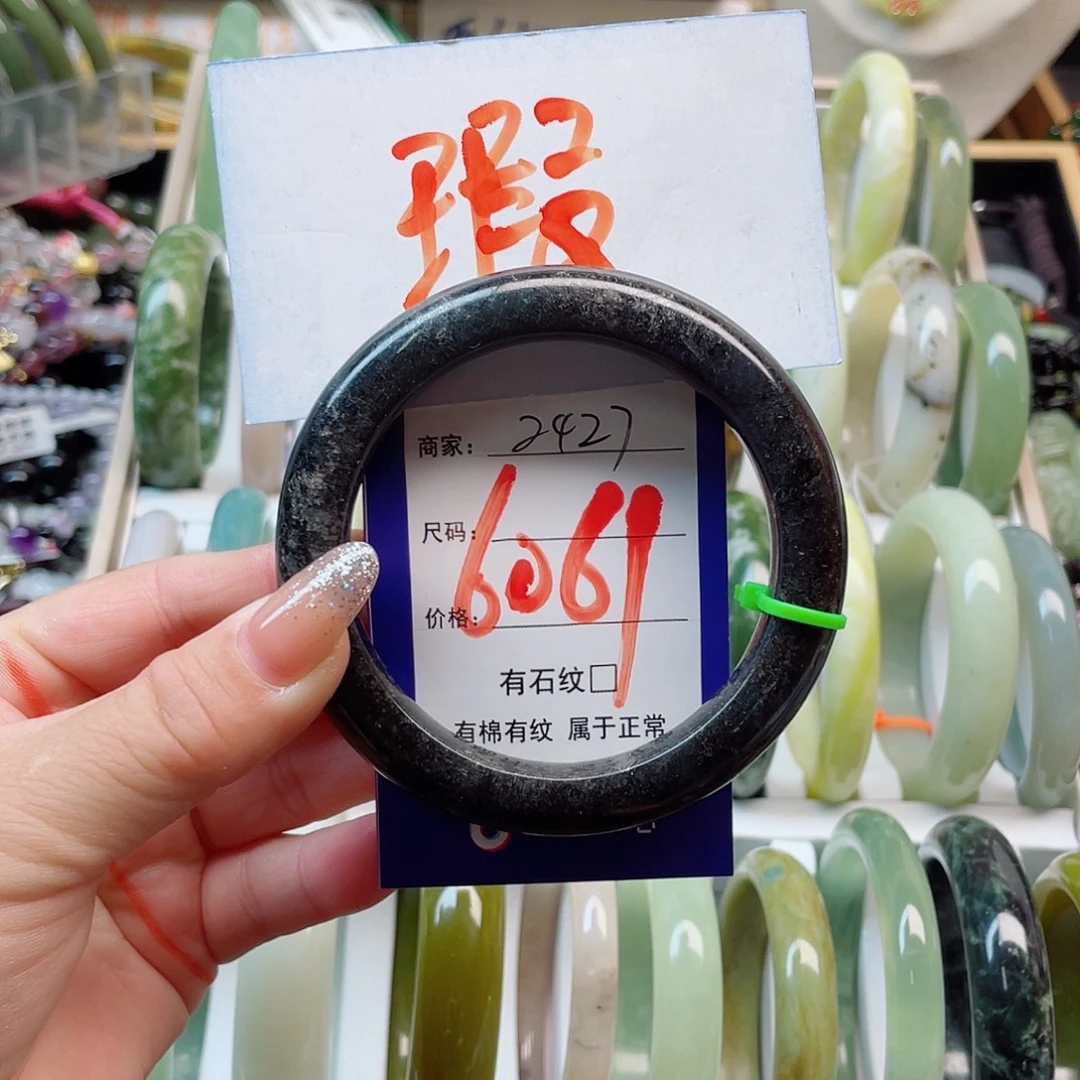 瑕
商家: 2427
尺码:
6061
价格:
有石纹□
有棉有纹 属于正常